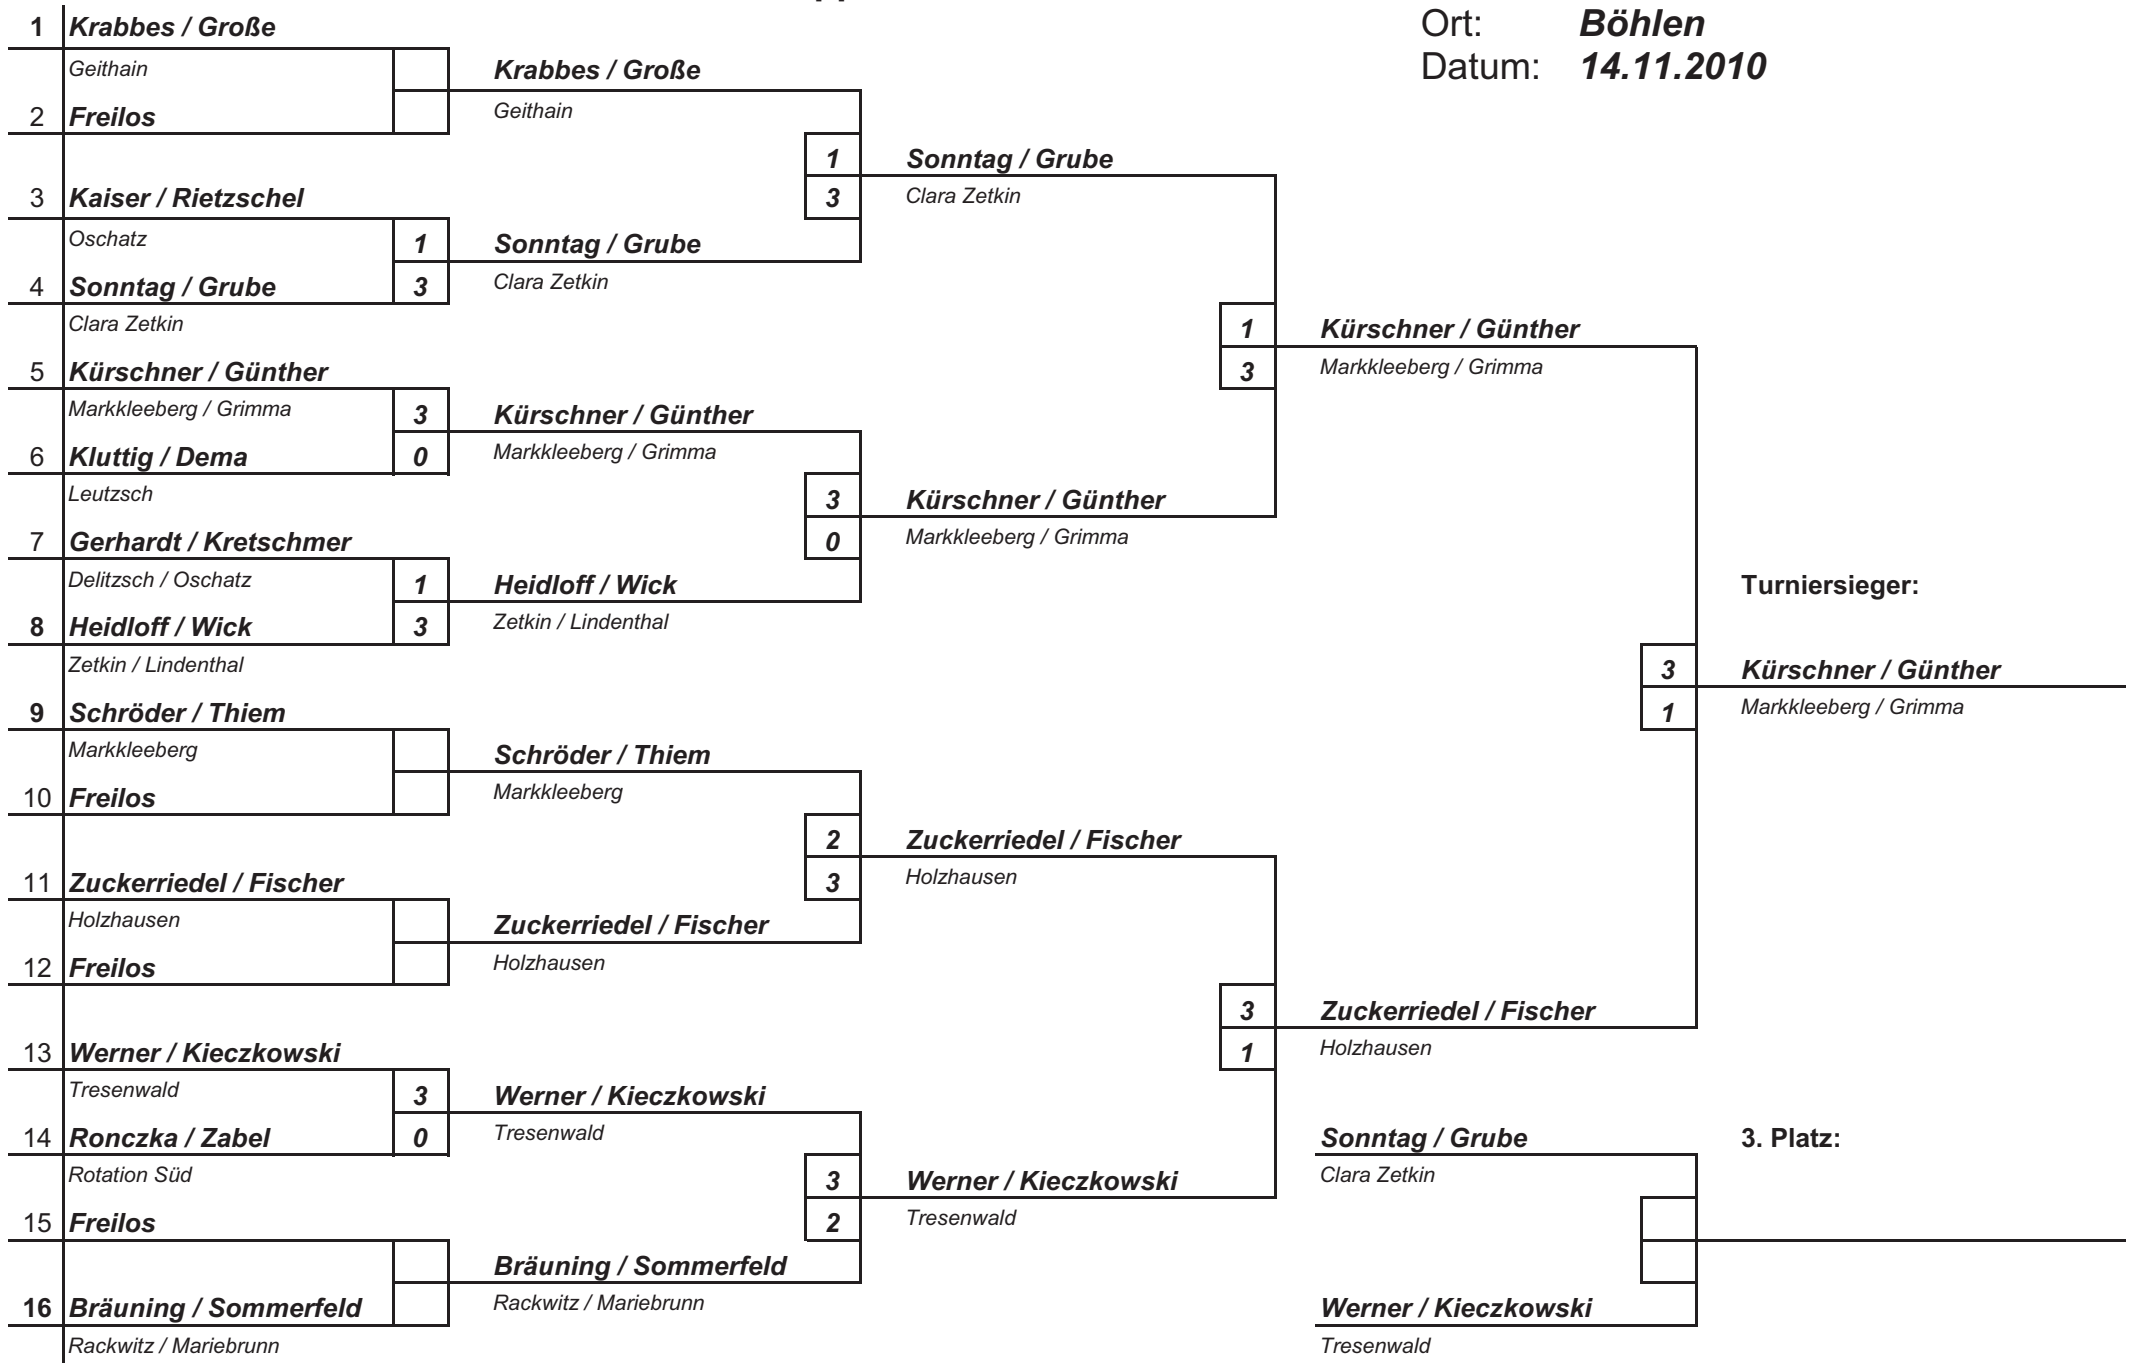 Ort: Böhlen
Datum: 14.11.2010
1 Krabbes / Große
Geithain
2 Freilos
3 Kaiser / Rietzschel
Oschatz
1
4 Sonntag / Grube 3
Clara Zetkin
5 Kürschner / Günther
Markkleeberg / Grimma 3
6 Kluttig / Dema 0
Leutzsch
7 Gerhardt / Kretschmer
Delitzsch / Oschatz 1
8 Heidloff / Wick 3
Zetkin / Lindenthal
9 Schröder / Thiem
Markkleeberg
10 Freilos
11 Zuckerriedel / Fischer
Holzhausen
12 Freilos
13 Werner / Kieczkowski
Tresenwald 3
14 Ronczka / Zabel 0
Rotation Süd
15 Freilos
16 Bräuning / Sommerfeld
Rackwitz / Mariebrunn
Krabbes / Große
Geithain
1
3
Sonntag / Grube
Clara Zetkin
Kürschner / Günther
Markkleeberg / Grimma
3
0
Heidloff / Wick
Zetkin / Lindenthal
Schröder / Thiem
Markkleeberg
2
3
Zuckerriedel / Fischer
Holzhausen
Werner / Kieczkowski
Tresenwald
3
2
Bräuning / Sommerfeld
Rackwitz / Mariebrunn
Sonntag / Grube
Clara Zetkin
1
3
Kürschner / Günther
Markkleeberg / Grimma
Zuckerriedel / Fischer
Holzhausen
3
1
Werner / Kieczkowski
Tresenwald
Kürschner / Günther
Markkleeberg / Grimma
3
1
Zuckerriedel / Fischer
Holzhausen
Turniersieger:
Kürschner / Günther
Markkleeberg / Grimma
Sonntag / Grube
Clara Zetkin
3. Platz:
Werner / Kieczkowski
Tresenwald